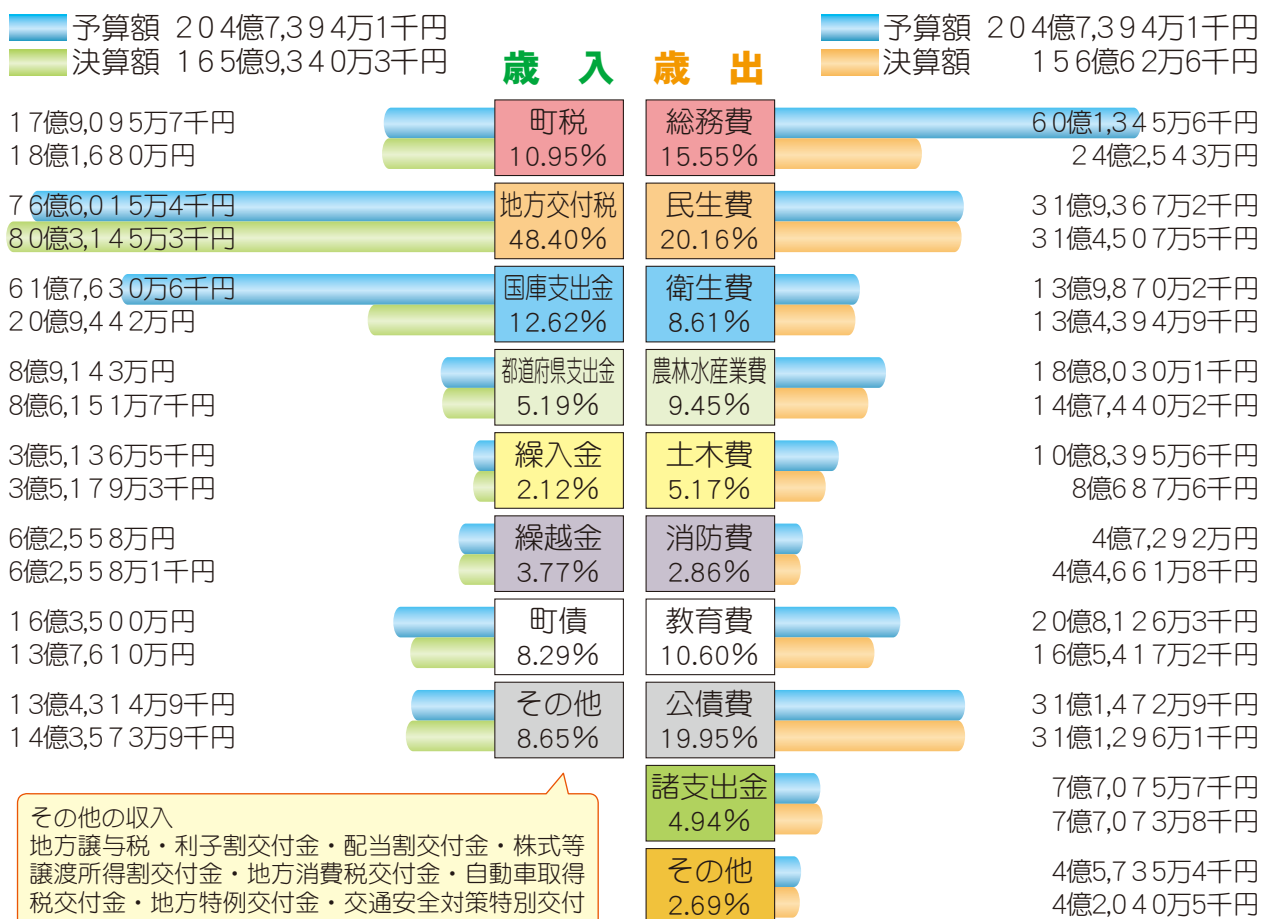 予算額 204億7,394万1千円
決算額 165億9,340万3千円
歳入
歳出
予算額 204億7,394万1千円
決算額 156億62万6千円
17億9,095万7千円
18億1,680万円
町税
10.95%
76億6,015万4千円
80億3,145万3千円
地方交付税
48.40%
61億7,630万6千円
20億9,442万円
国庫支出金
12.62%
8億9,143万円
8億6,151万7千円
都道府県支出金
5.19%
3億5,136万5千円
3億5,179万3千円
繰入金
2.12%
6億2,558万円
6億2,558万1千円
繰越金
3.77%
16億3,500万円
13億7,610万円
町債
8.29%
13億4,314万9千円
14億3,573万9千円
その他
8.65%
その他の収入
地方譲与税・利子割交付金・配当割交付金・株式等
譲渡所得割交付金・地方消費税交付金・自動車取得
税交付金・地方特例交付金・交通安全対策特別交付
総務費
15.55%
60億1,345万6千円
24億2,543万円
民生費
20.16%
31億9,367万2千円
31億4,507万5千円
衛生費
8.61%
13億9,870万2千円
13億4,394万9千円
農林水産業費
9.45%
18億8,030万1千円
14億7,440万2千円
土木費
5.17%
10億8,395万6千円
8億687万6千円
消防費
2.86%
4億7,292万円
4億4,661万8千円
教育費
10.60%
20億8,126万3千円
16億5,417万2千円
公債費
19.95%
31億1,472万9千円
31億1,296万1千円
諸支出金
4.94%
7億7,075万7千円
7億7,073万8千円
その他
2.69%
4億5,735万4千円
4億2,040万5千円